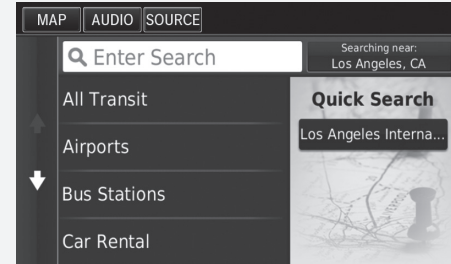 MAP AUDIO SOURCE
Enter Search
Searching near:
Los Angeles, CA
All Transit
Airports
Bus Stations
Car Rental
Quick Search
Los Angeles Interna...